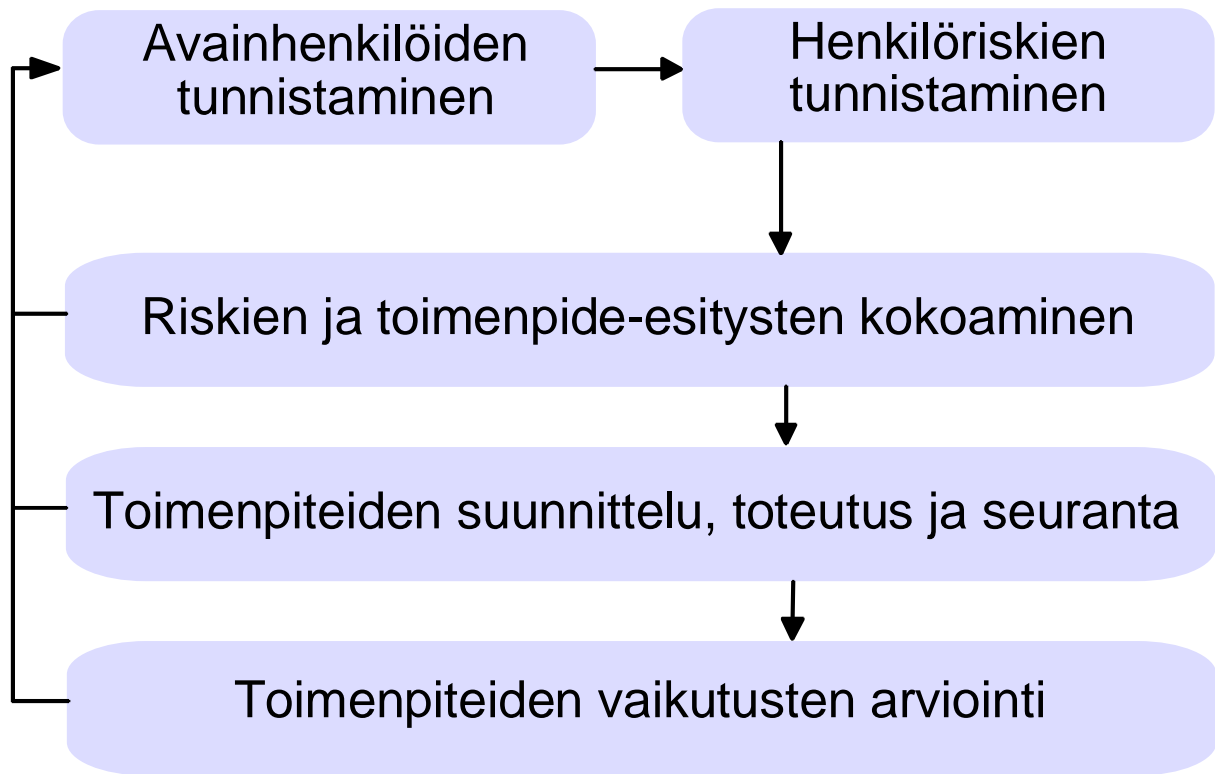 Avainhenkilöiden
tunnistaminen
Henkilöriskien
tunnistaminen
Riskien ja toimenpide-esitysten kokoaminen
Toimenpiteiden suunnittelu, toteutus ja seuranta
Toimenpiteiden vaikutusten arviointi